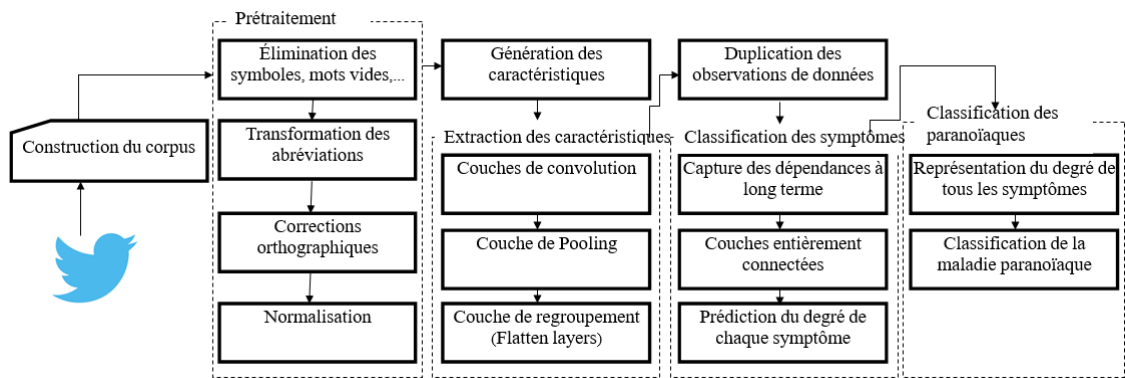 Construction du corpus
Prétraitement
Élimination des
symboles, mots vides,...
Transformation des
abréviations
Corrections
orthographiques
Normalisation
Génération des
caractéristiques
Extraction des caractéristiques
Couches de convolution
Couche de Pooling
Couche de regroupement
(Flatten layers)
Duplication des
observations de données
Classification des symptômes
Capture des dépendances à
long terme
Couches entièrement
connectées
Prédiction du degré de
chaque symptôme
Classification des
paranoïaques
Représentation du degré de
tous les symptômes
Classification de la
maladie paranoïaque